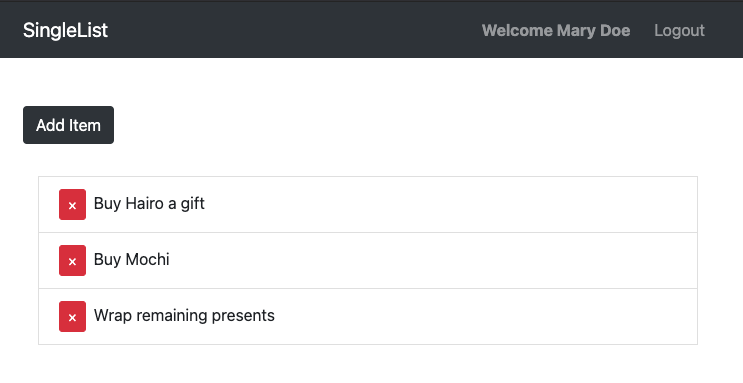 SingleList Welcome Mary Doe Logout
Add Item
× Buy Hairo a gift
× Buy Mochi
× Wrap remaining presents